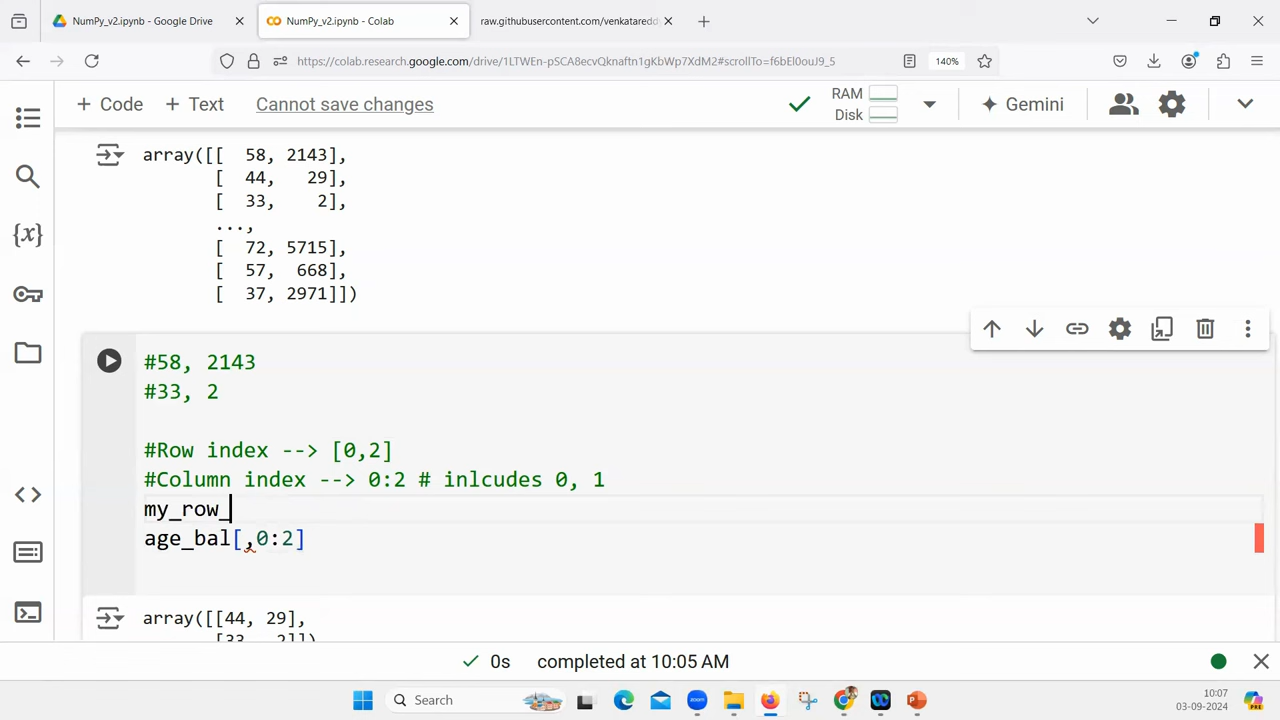 NumPy_v2.ipynb - Google Drive
NumPy_v2.ipynb - Colab
raw.githubusercontent.com/venkatareddy
https://colab.research.google.com/drive/1LTWEn-pSCA8ecvQknaftn1gKbWp7XdM2#scrollTo=f6bEl0ouJ9_5
140%
+ Code + Text Cannot save changes
RAM
Disk
Gemini
array([[ 58, 2143],
[ 44, 29],
[ 33, 2],
...,
[ 72, 5715],
[ 57, 668],
[ 37, 2971]])
{x}
#58, 2143
#33, 2
#Row index --> [0,2]
#Column index --> 0:2 # inlcudes 0, 1
my_row_
age_bal[,0:2]
array([[44, 29],
[33, 2]])
0s completed at 10:05 AM
Search
10:07
03-09-2024